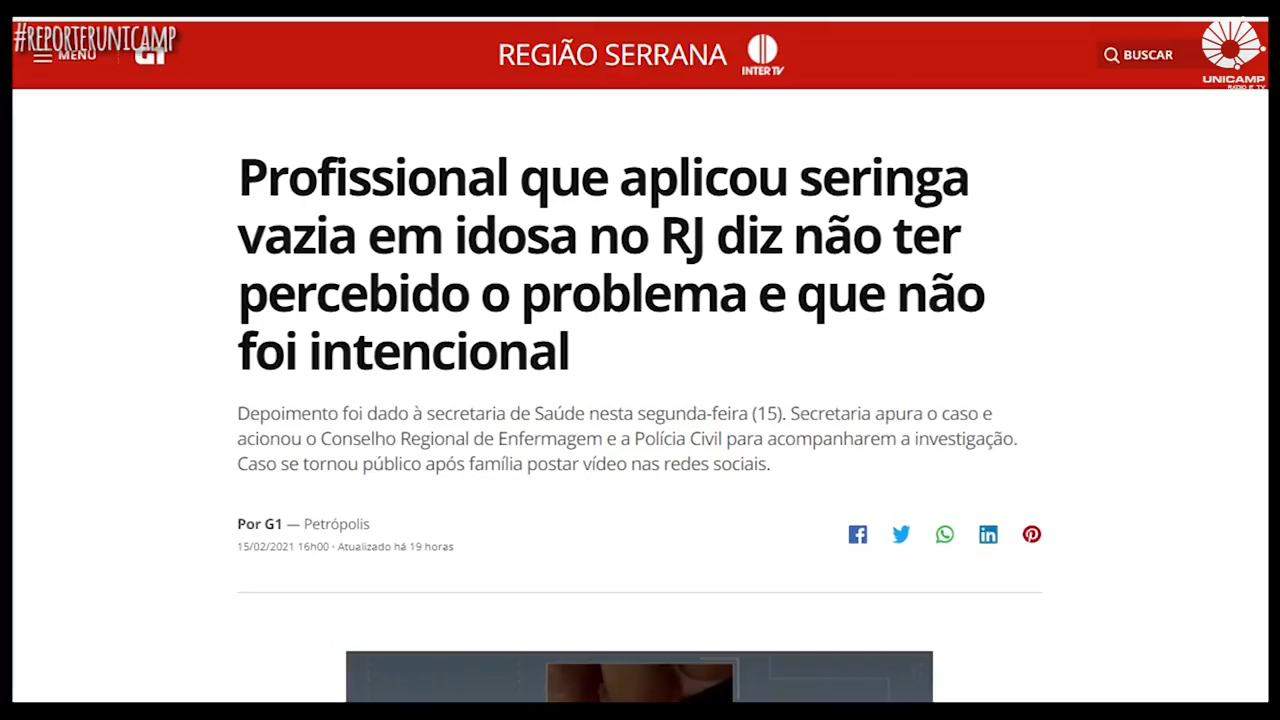 #REPORTERUNICAMP
MENU
G1
REGIÃO SERRANA
INTER TV
BUSCAR
UNICAMP
RÁDIO E TV
Profissional que aplicou seringa
vazia em idosa no RJ diz não ter
percebido o problema e que não
foi intencional
Depoimento foi dado à secretaria de Saúde nesta segunda-feira (15). Secretaria apura o caso e
acionou o Conselho Regional de Enfermagem e a Polícia Civil para acompanharem a investigação.
Caso se tornou público após família postar vídeo nas redes sociais.
Por G1 — Petrópolis
15/02/2021 16h00 · Atualizado há 19 horas